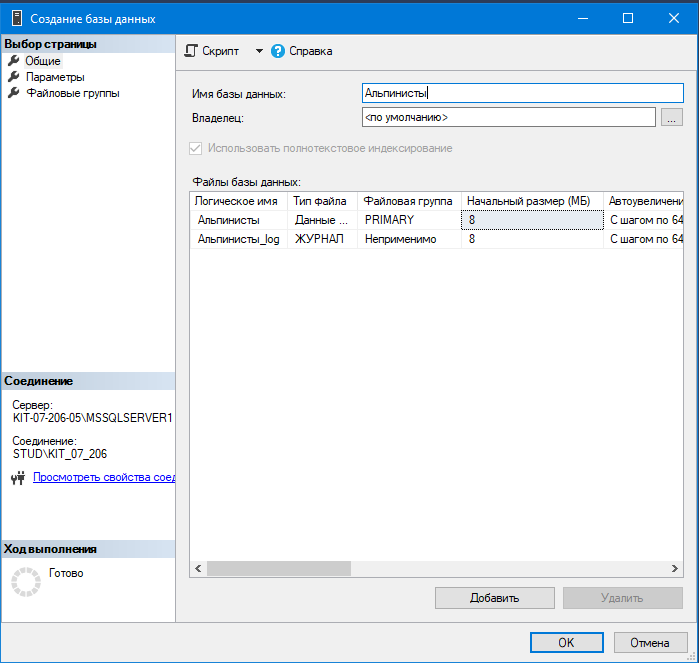 Создание базы данных
Выбор страницы
Общие
Параметры
Файловые группы
Скрипт
Справка
Имя базы данных: Альпинисты
Владелец: <по умолчанию> ...
Использовать полнотекстовое индексирование
Файлы базы данных:
Логическое имя Тип файла Файловая группа Начальный размер (МБ) Автоувеличени
Альпинисты Данные ... PRIMARY 8 С шагом по 64
Альпинисты_log ЖУРНАЛ Неприменимо 8 С шагом по 64
Соединение
Сервер:
KIT-07-206-05\MSSQLSERVER1
Соединение:
STUD\KIT_07_206
Просмотреть свойства соед
Ход выполнения
Готово
Добавить Удалить
OK Отмена